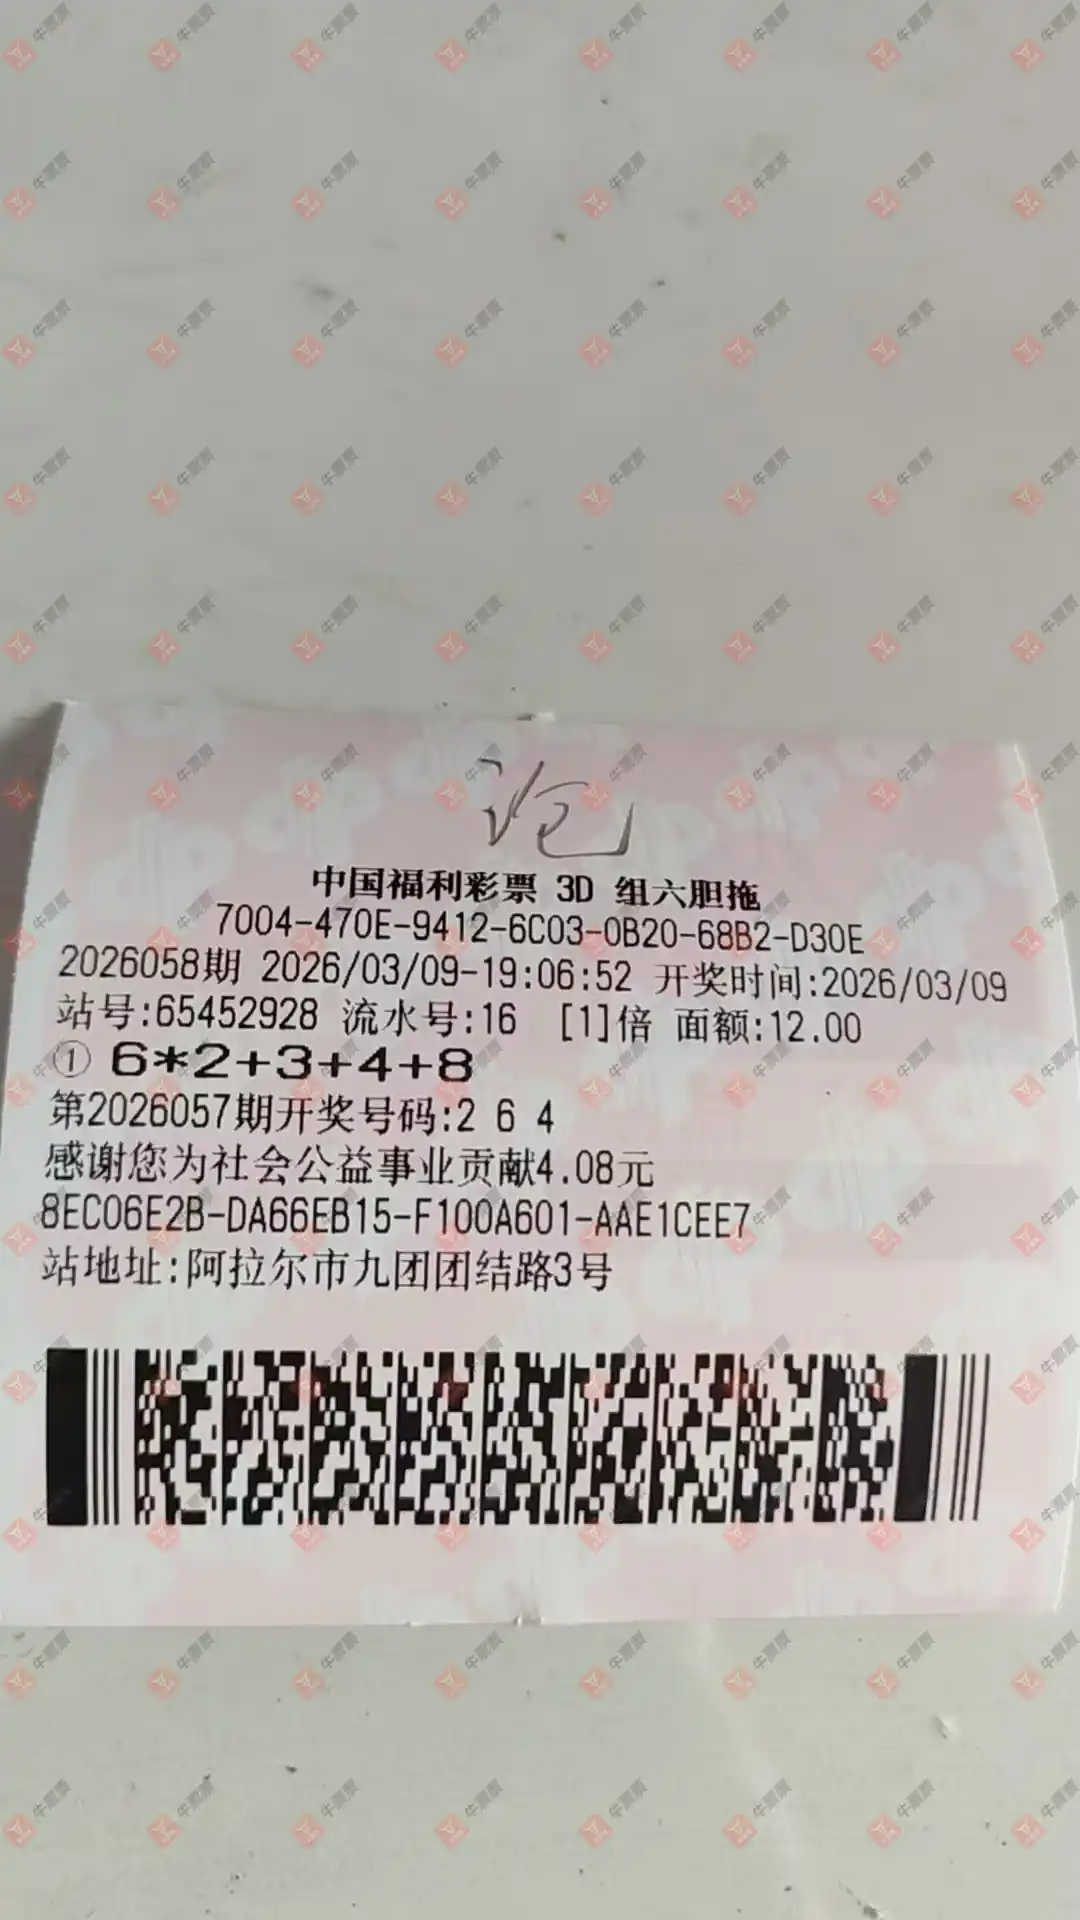 中国福利彩票 3D 组六胆拖
7004-470E-9412-6C03-0B20-68B2-D30E
2026058期 2026/03/09-19:06:52 开奖时间:2026/03/09
站号:65452928 流水号:16 [1]倍 面额:12.00
① 6*2+3+4+8
第2026057期开奖号码:2 6 4
感谢您为社会公益事业贡献4.08元
8EC06E2B-DA66EB15-F100A601-AAE1CEE7
站地址:阿拉尔市九团团结路3号